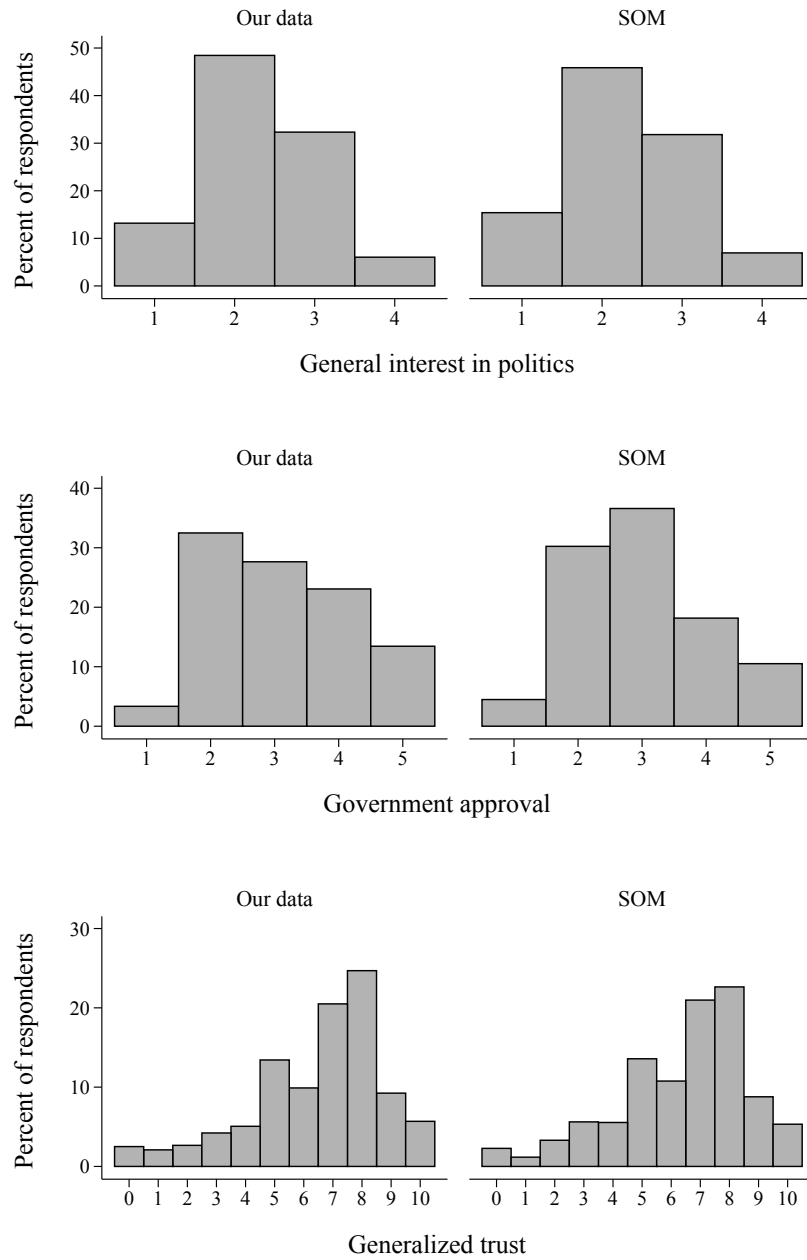 Our data SOM
Percent of respondents
50
40
30
20
10
0
1 2 3 4 1 2 3 4
General interest in politics
Our data SOM
Percent of respondents
40
30
20
10
0
1 2 3 4 5 1 2 3 4 5
Government approval
Our data SOM
Percent of respondents
30
20
10
0
0 1 2 3 4 5 6 7 8 9 10 0 1 2 3 4 5 6 7 8 9 10
Generalized trust